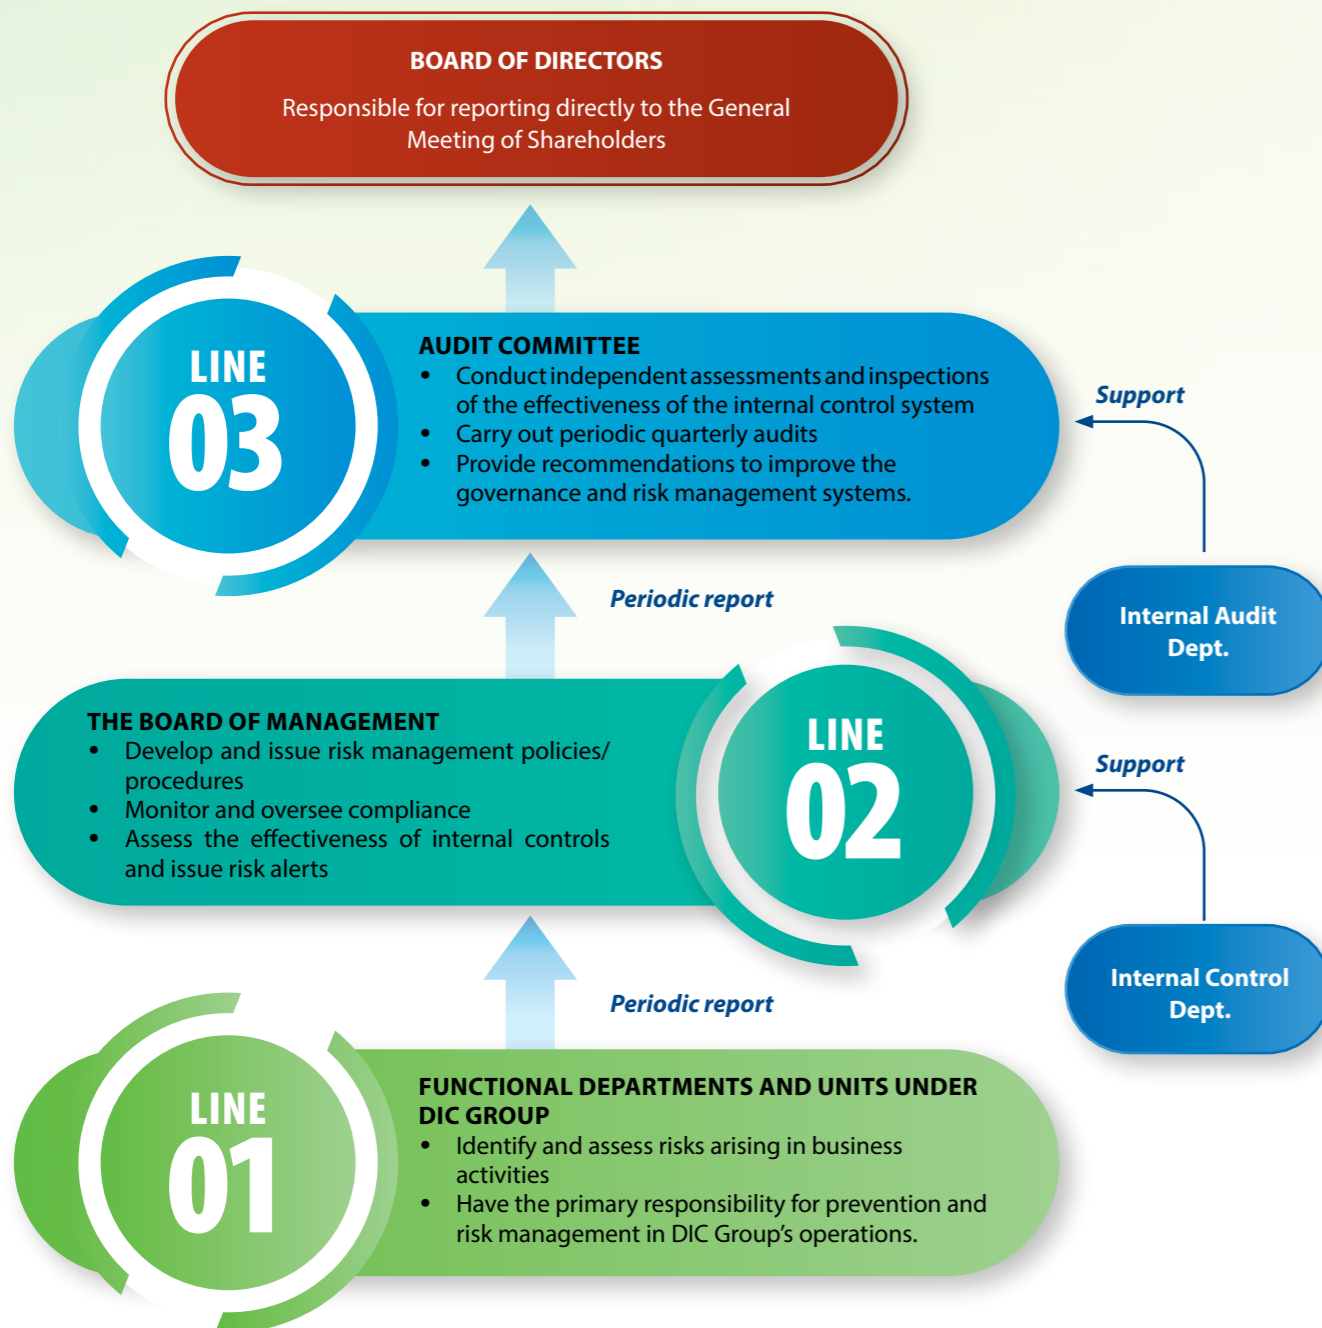 BOARD OF DIRECTORS
Responsible for reporting directly to the General
Meeting of Shareholders
LINE
03
AUDIT COMMITTEE
• Conduct independent assessments and inspections
of the effectiveness of the internal control system
• Carry out periodic quarterly audits
• Provide recommendations to improve the
governance and risk management systems.
Support
Internal Audit
Dept.
Periodic report
THE BOARD OF MANAGEMENT
• Develop and issue risk management policies/
procedures
• Monitor and oversee compliance
• Assess the effectiveness of internal controls
and issue risk alerts
LINE
02
Support
Internal Control
Dept.
Periodic report
LINE
01
FUNCTIONAL DEPARTMENTS AND UNITS UNDER
DIC GROUP
• Identify and assess risks arising in business
activities
• Have the primary responsibility for prevention and
risk management in DIC Group's operations.